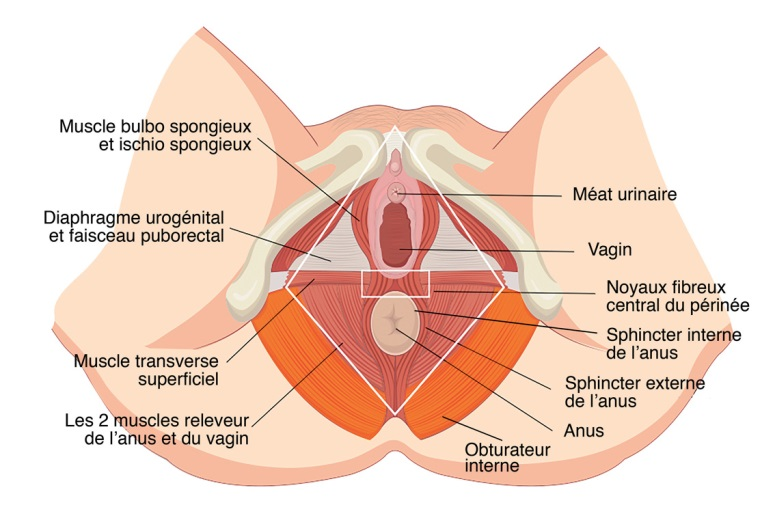 Muscle bulbo spongieux
et ischio spongieux
Diaphragme urogénital
et faisceau puborectal
Muscle transverse
superficiel
Les 2 muscles releveur
de l'anus et du vagin
Méat urinaire
Vagin
Noyaux fibreux
central du périnée
Sphincter interne
de l'anus
Sphincter externe
de l'anus
Anus
Obturateur
interne